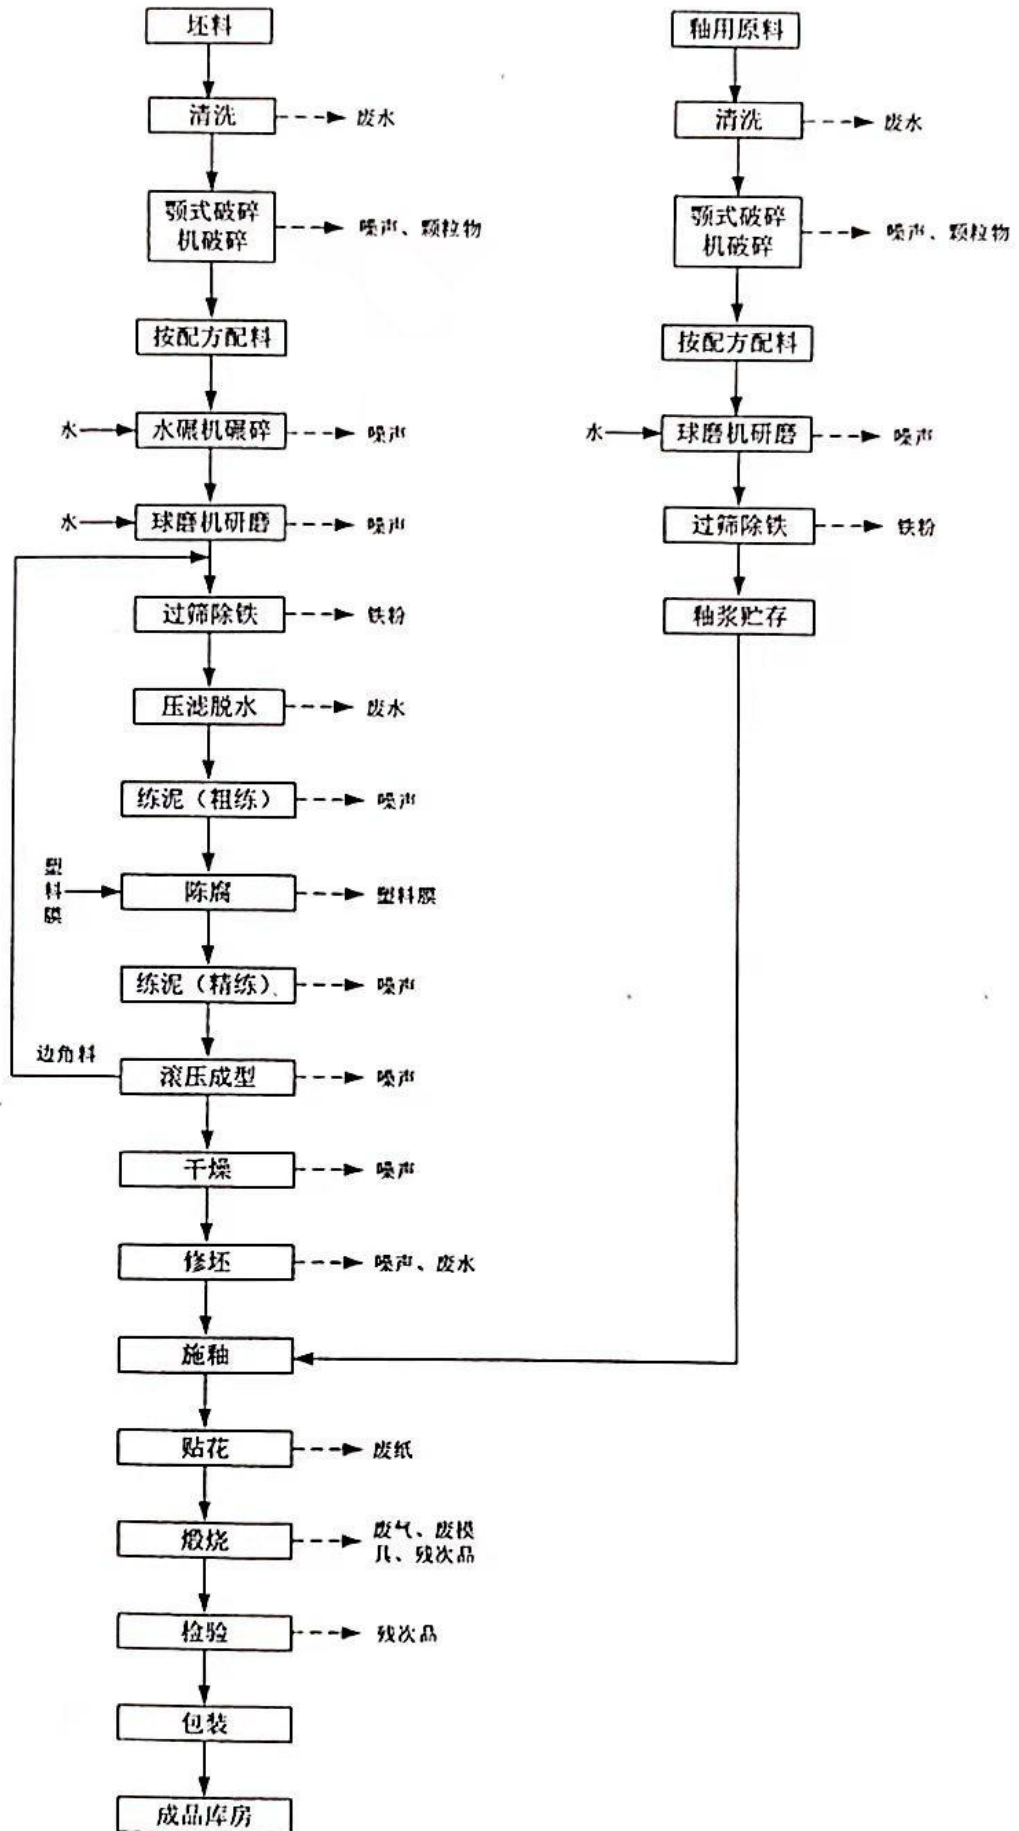 坯料
清洗
废水
颚式破碎
机破碎
噪声、颗粒物
按配方配料
水
水碾机碾碎
噪声
水
球磨机研磨
噪声
过筛除铁
铁粉
压滤脱水
废水
练泥（粗练）
噪声
塑
料
膜
陈腐
塑料膜
练泥（精练）
噪声
边角料
滚压成型
噪声
干燥
噪声
修坯
噪声、废水
施釉
贴花
废纸
煅烧
废气、废模
具、残次品
检验
残次品
包装
成品库房
釉用原料
清洗
废水
颚式破碎
机破碎
噪声、颗粒物
按配方配料
水
球磨机研磨
噪声
过筛除铁
铁粉
釉浆贮存